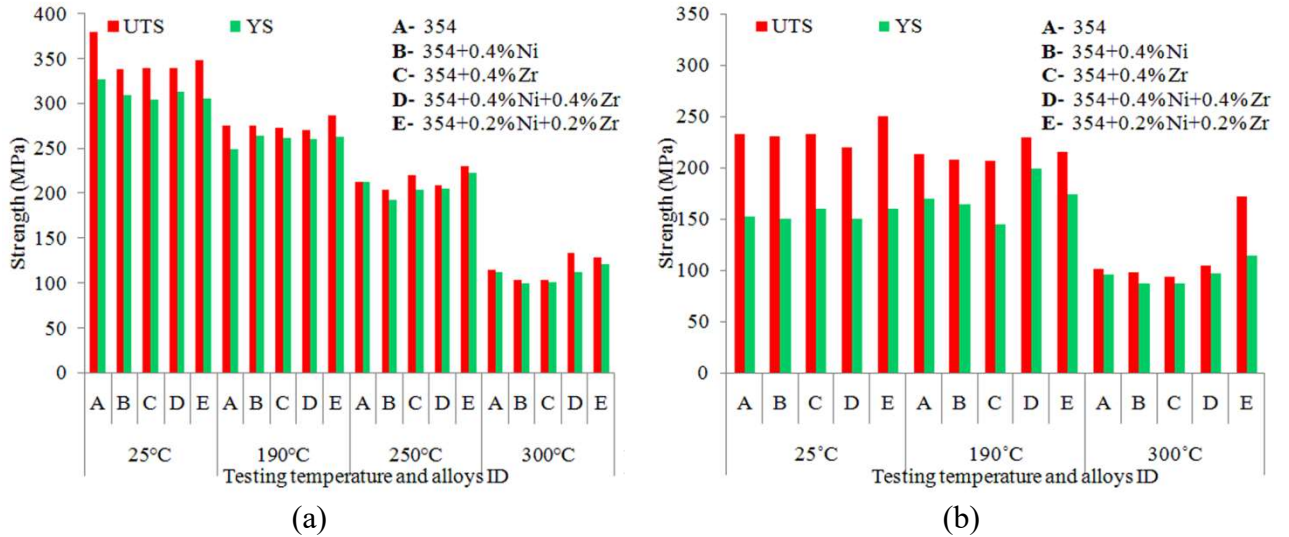 400
350
300
250
200
150
100
50
0
Strength (MPa)
UTS YS
A- 354
B- 354+0.4%Ni
C- 354+0.4%Zr
D- 354+0.4%Ni+0.4%Zr
E- 354+0.2%Ni+0.2%Zr
A B C D E A B C D E A B C D E A B C D E
25°C 190°C 250°C 300°C
Testing temperature and alloys ID
(a)
350
300
250
200
150
100
50
0
Strength (MPa)
UTS YS
A- 354
B- 354+0.4%Ni
C- 354+0.4%Zr
D- 354+0.4%Ni+0.4%Zr
E- 354+0.2%Ni+0.2%Zr
A B C D E A B C D E A B C D E
25°C 190°C 300°C
Testing temperature and alloys ID
(b)